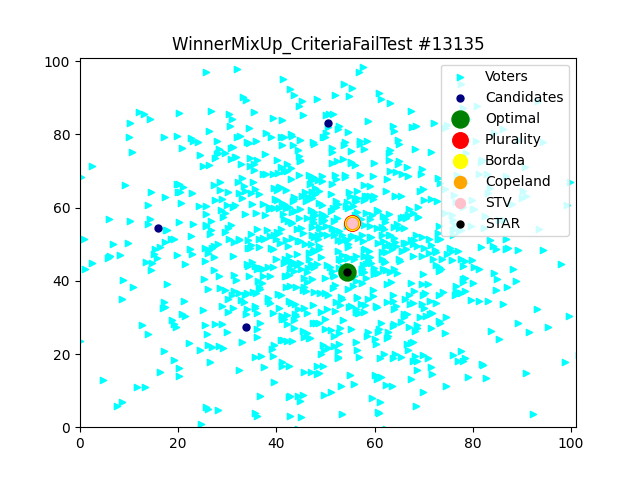 WinnerMixUp_CriteriaFailTest #13135
100
80
60
40
20
0
0
20
40
60
80
100
Voters
Candidates
Optimal
Plurality
Borda
Copeland
STV
STAR